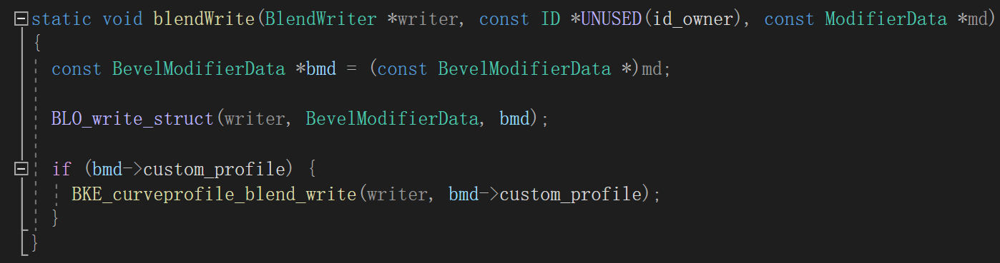 static void blendWrite(BlendWriter *writer, const ID *UNUSED(id_owner), const ModifierData *md)
{
const BevelModifierData *bmd = (const BevelModifierData *)md;
BLO_write_struct(writer, BevelModifierData, bmd);
if (bmd->custom_profile) {
BKE_curveprofile_blend_write(writer, bmd->custom_profile);
}
}